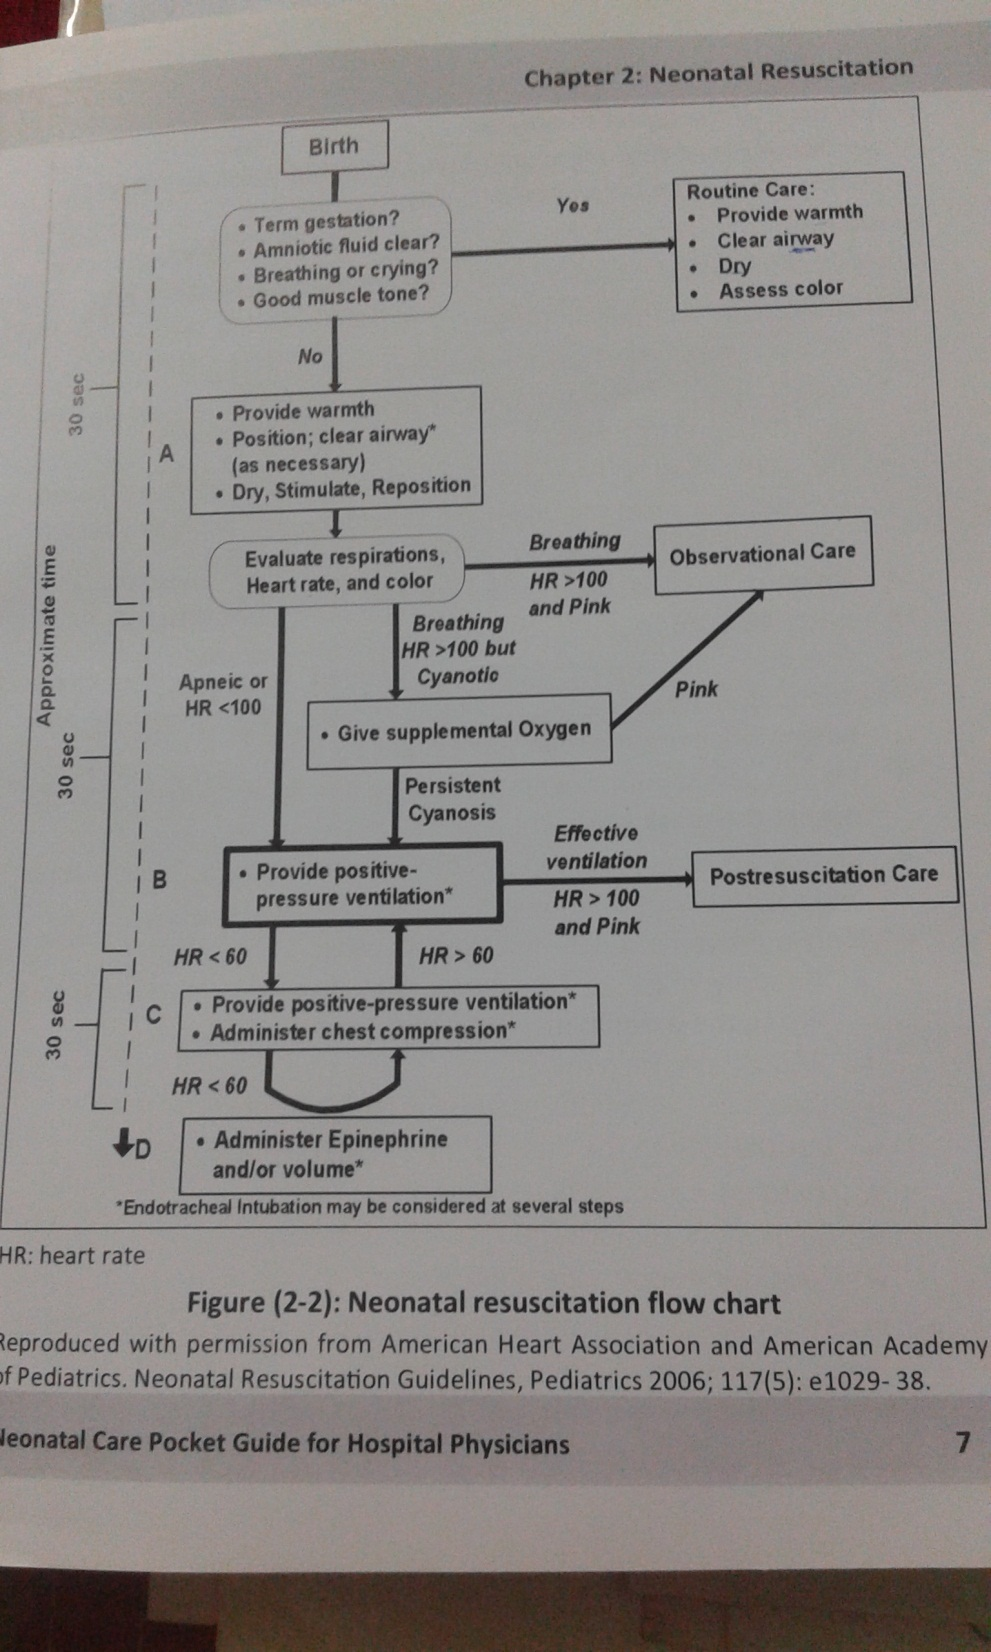 Chapter 2: Neonatal Resuscitation
Birth
• Term gestation?
• Amniotic fluid clear?
• Breathing or crying?
• Good muscle tone?
Yes
Routine Care:
• Provide warmth
• Clear airway
• Dry
• Assess color
No
30 sec
A
• Provide warmth
• Position; clear airway*
(as necessary)
• Dry, Stimulate, Reposition
Evaluate respirations,
Heart rate, and color
Breathing
HR >100
and Pink
Observational Care
Approximate time
Apneic or
HR <100
Breathing
HR >100 but
Cyanotic
Pink
• Give supplemental Oxygen
30 sec
Persistent
Cyanosis
B
• Provide positive-
pressure ventilation*
Effective
ventilation
HR > 100
and Pink
Postresuscitation Care
HR < 60
HR > 60
30 sec
C
• Provide positive-pressure ventilation*
• Administer chest compression*
HR < 60
D
• Administer Epinephrine
and/or volume*
*Endotracheal Intubation may be considered at several steps
HR: heart rate
Figure (2-2): Neonatal resuscitation flow chart
Reproduced with permission from American Heart Association and American Academy
of Pediatrics. Neonatal Resuscitation Guidelines, Pediatrics 2006; 117(5): e1029- 38.
Neonatal Care Pocket Guide for Hospital Physicians
7